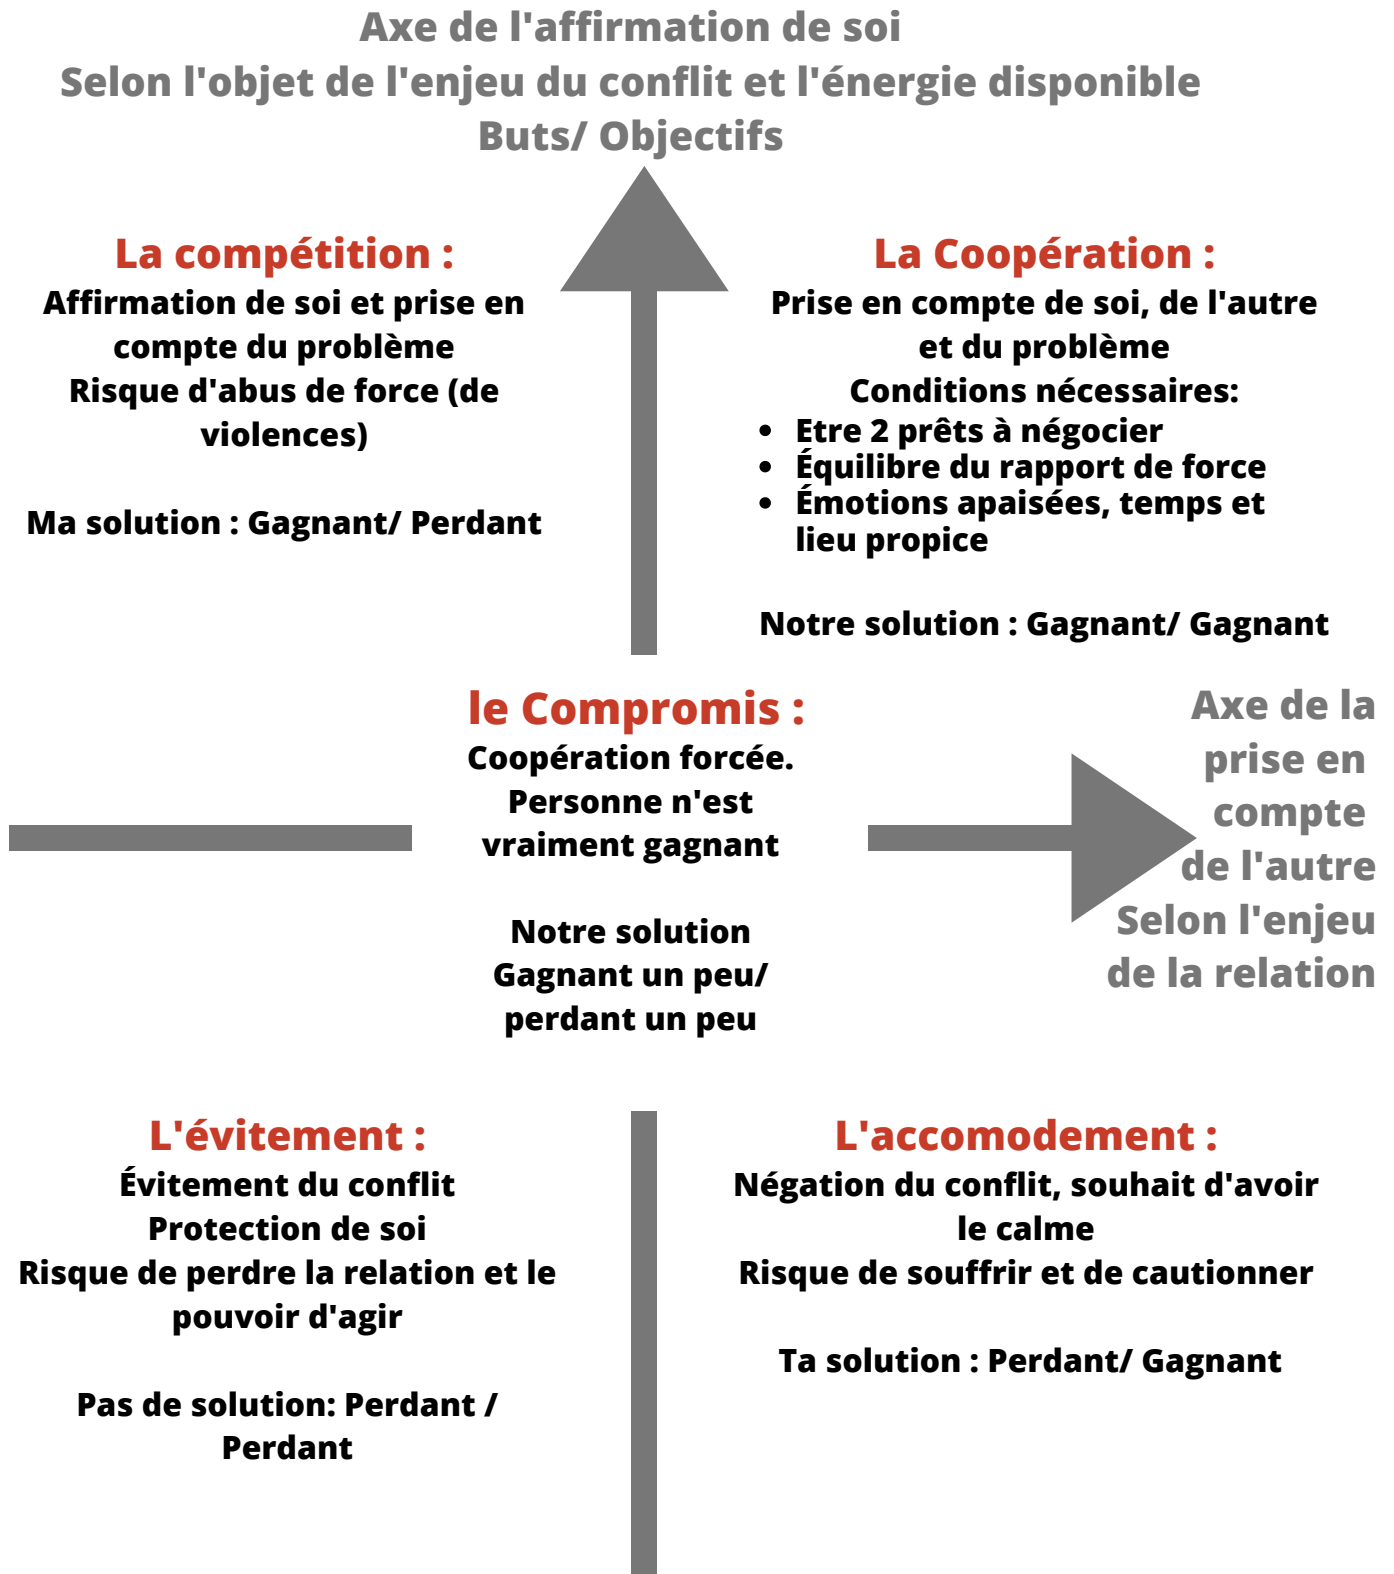 Axe de l'affirmation de soi
Selon l'objet de l'enjeu du conflit et l'énergie disponible
Buts/ Objectifs
La compétition :
Affirmation de soi et prise en
compte du problème
Risque d'abus de force (de
violences)
Ma solution : Gagnant/ Perdant
La Coopération :
Prise en compte de soi, de l'autre
et du problème
Conditions nécessaires:
• Etre 2 prêts à négocier
• Équilibre du rapport de force
• Émotions apaisées, temps et
lieu propice
Notre solution : Gagnant/ Gagnant
le Compromis :
Coopération forcée.
Personne n'est
vraiment gagnant
Notre solution
Gagnant un peu/
perdant un peu
Axe de la
prise en
compte
de l'autre
Selon l'enjeu
de la relation
L'évitement :
Évitement du conflit
Protection de soi
Risque de perdre la relation et le
pouvoir d'agir
Pas de solution: Perdant /
Perdant
L'accomodement :
Négation du conflit, souhait d'avoir
le calme
Risque de souffrir et de cautionner
Ta solution : Perdant/ Gagnant